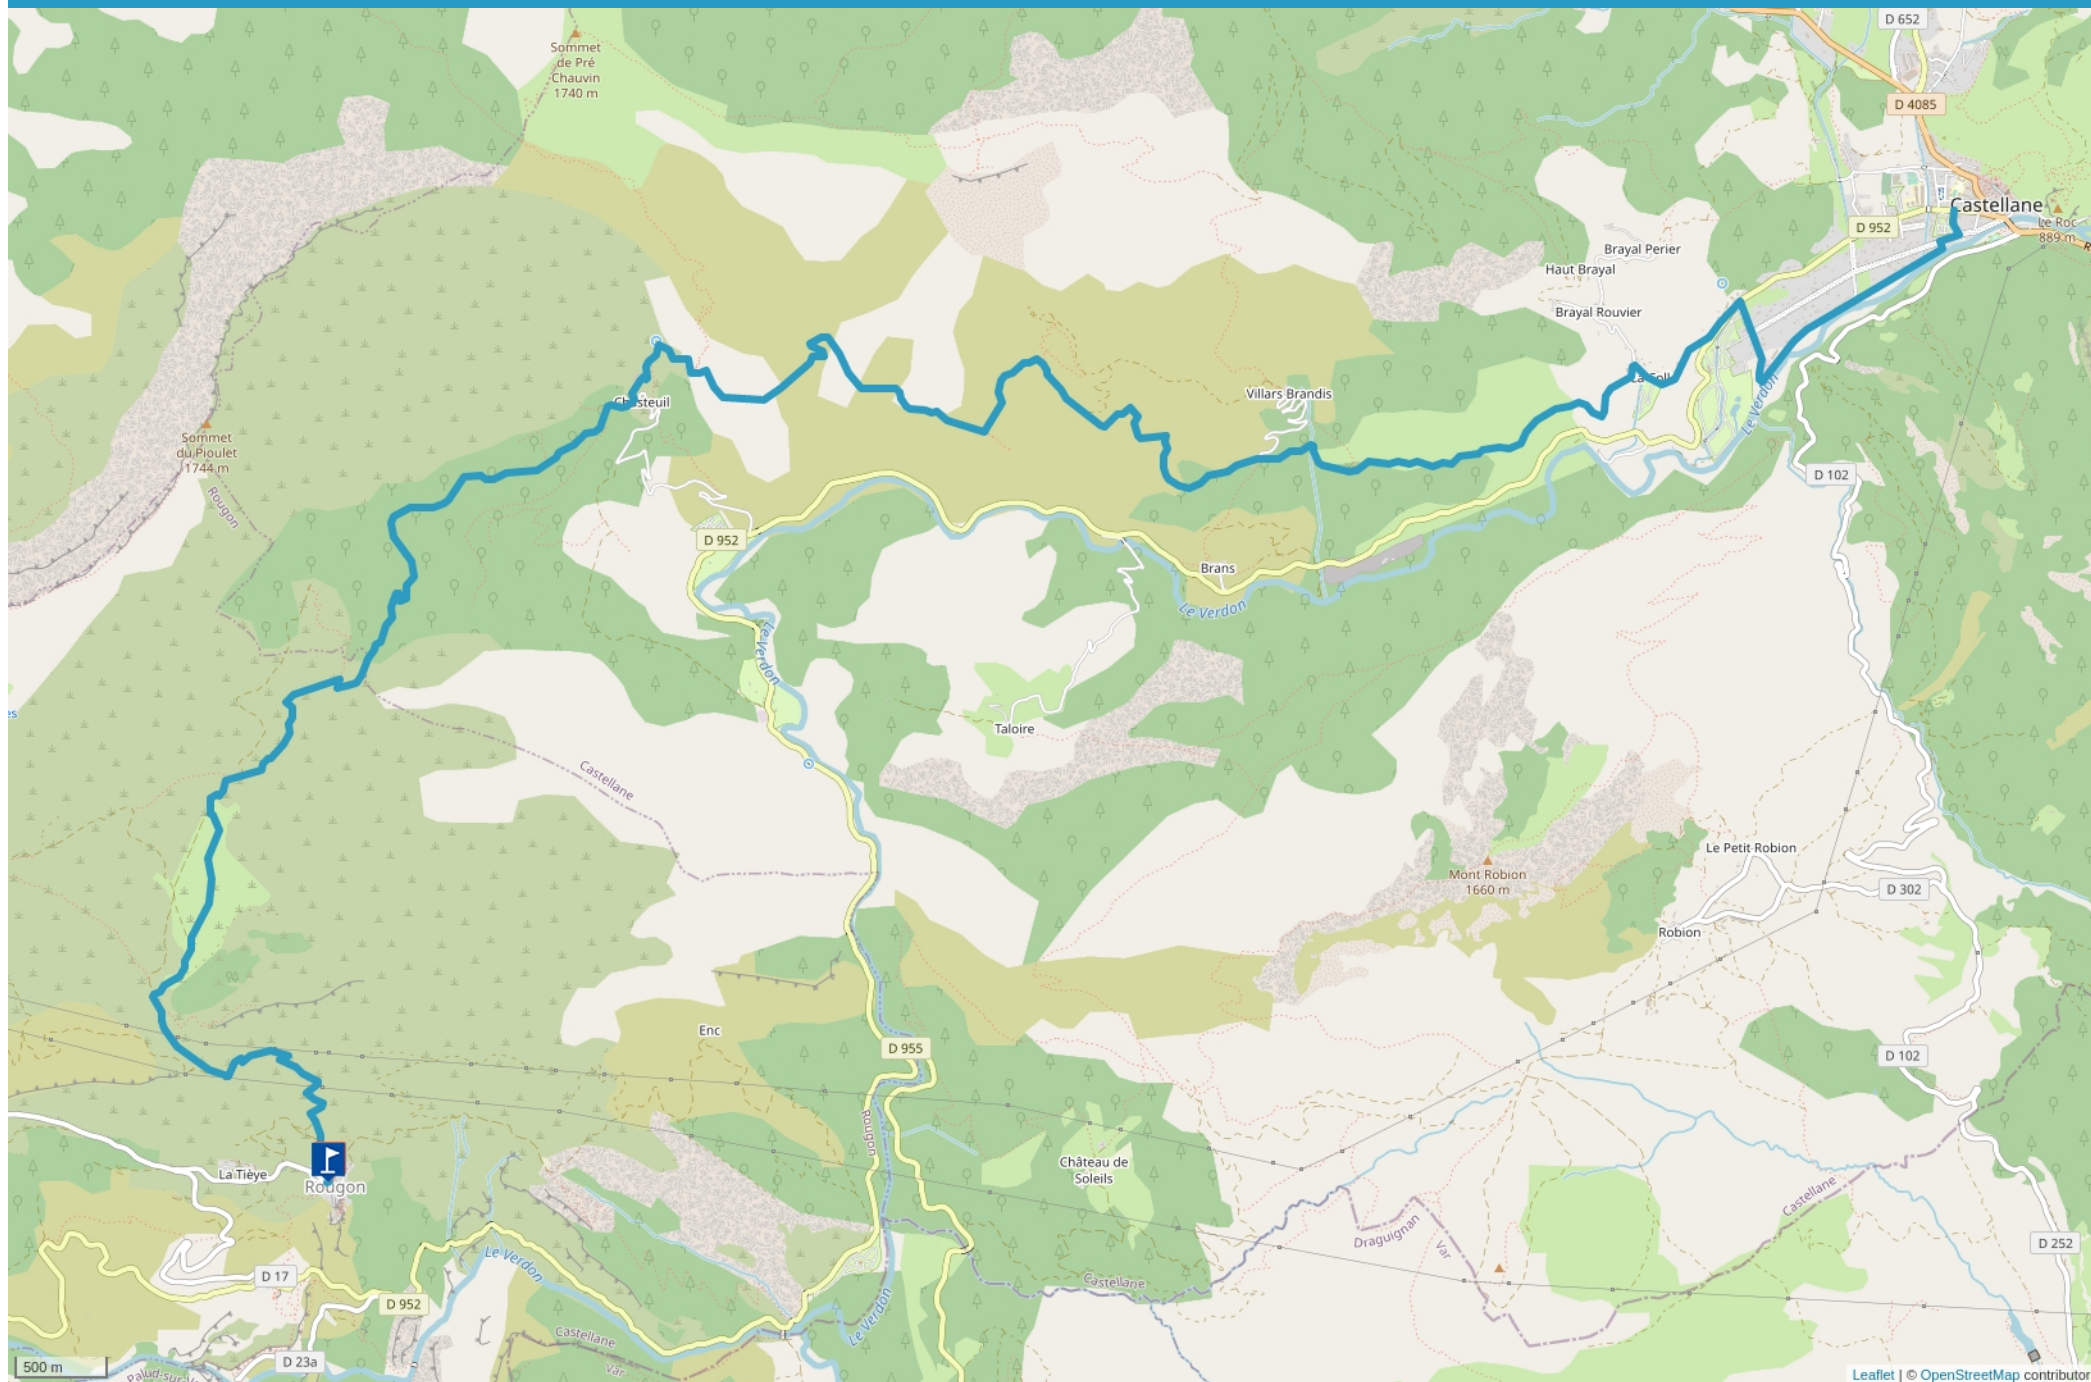 D 652
Sommet
de Pré
Chauvin
1740 m
D 4085
Castellane
Le Roc
889 m
D 952
Brayal Perier
Haut Brayal
Brayal Rouvier
Villars Brandis
Chasteuil
Le Verdon
Sommet
du Pioulet
1744 m
Rougon
D 102
D 952
Brans
Le Verdon
Le Verdon
Taloire
Castellane
Le Petit Robion
Mont Robion
1660 m
D 302
Robion
Enc
D 955
D 102
Rougon
Château de
Soleils
La Tièye
Rougon
Castellane
Draguignan
Var
D 252
Le Verdon
D 17
Castellane
D 952
Le Verdon
Castellane
Var
D 23a
500 m
Leaflet | © OpenStreetMap contributor